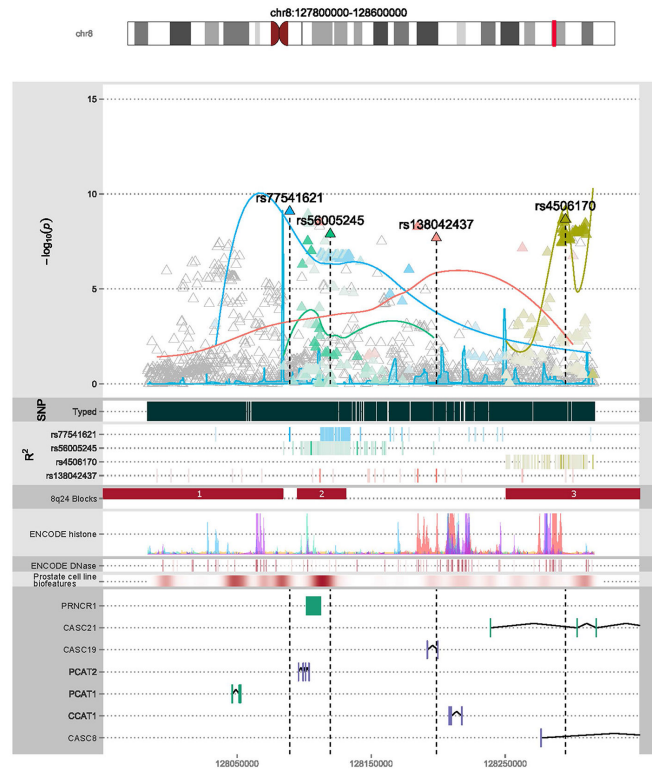 chr8:127800000-128600000
chr8
15
10
5
0
−log₁₀(p)
rs77541621
rs56005245
rs138042437
rs4506170
SNP
Typed
R²
rs77541621
rs56005245
rs4506170
rs138042437
8q24 Blocks
1
2
3
ENCODE histone
ENCODE DNase
Prostate cell line
biofeatures
PRNCR1
CASC21
CASC19
PCAT2
PCAT1
CCAT1
CASC8
128050000
128150000
128250000